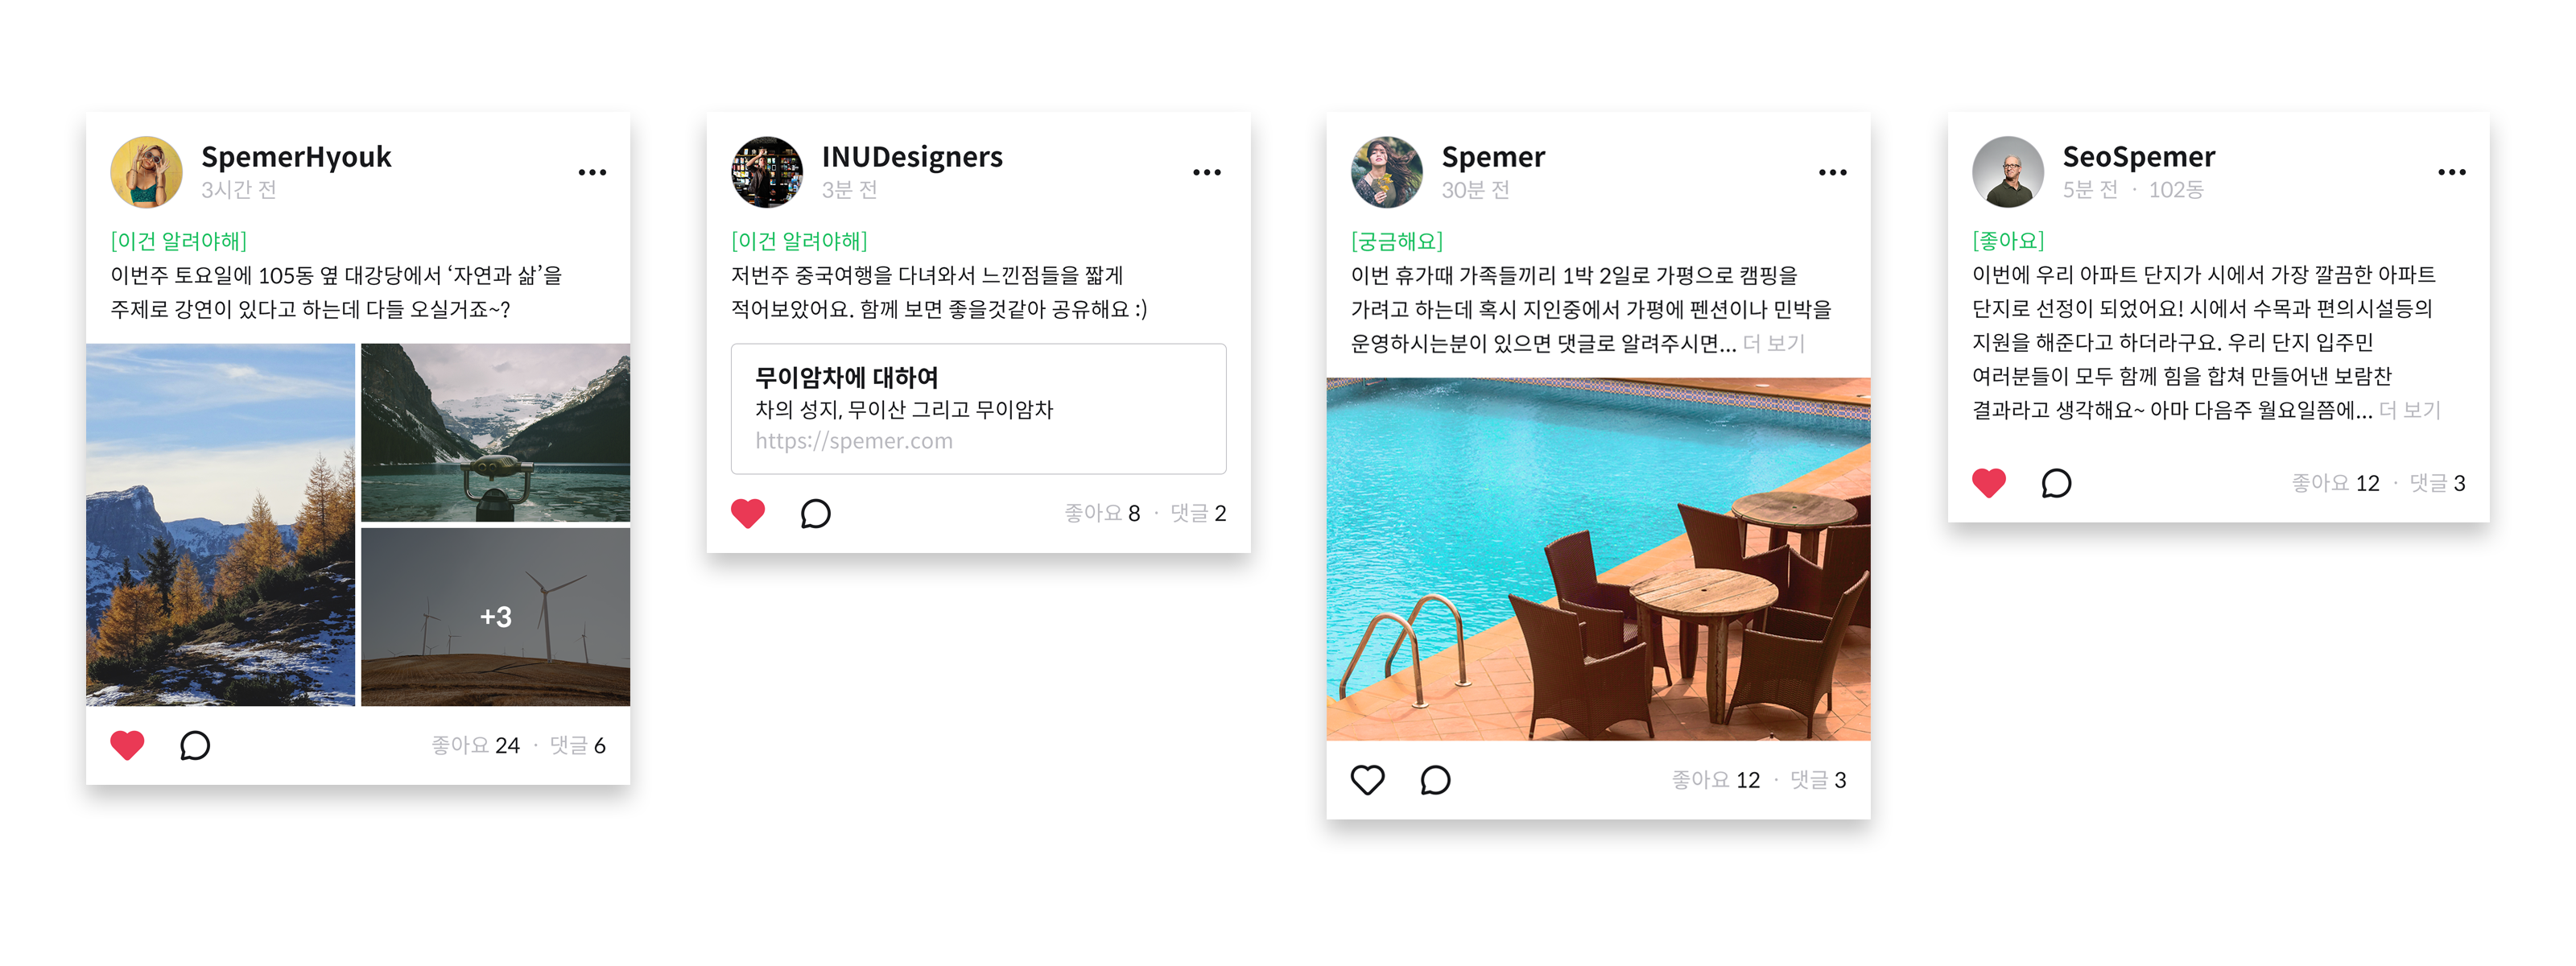 SpemerHyouk
3시간 전
[이건 알려야해]
이번주 토요일에 105동 옆 대강당에서 ‘자연과 삶’을
주제로 강연이 있다고 하는데 다들 오실거죠~?
+3
좋아요 24 · 댓글 6
INUDesigners
3분 전
[이건 알려야해]
저번주 중국여행을 다녀와서 느낀점들을 짧게
적어보았어요. 함께 보면 좋을것같아 공유해요 :)
무이암차에 대하여
차의 성지, 무이산 그리고 무이암차
https://spemer.com
좋아요 8 · 댓글 2
Spemer
30분 전
[궁금해요]
이번 휴가때 가족들끼리 1박 2일로 가평으로 캠핑을
가려고 하는데 혹시 지인중에서 가평에 펜션이나 민박을
운영하시는분이 있으면 댓글로 알려주시면... 더 보기
좋아요 12 · 댓글 3
SeoSpemer
5분 전 · 102동
[좋아요]
이번에 우리 아파트 단지가 시에서 가장 깔끔한 아파트
단지로 선정이 되었어요! 시에서 수목과 편의시설등의
지원을 해준다고 하더라구요. 우리 단지 입주민
여러분들이 모두 함께 힘을 합쳐 만들어낸 보람찬
결과라고 생각해요~ 아마 다음주 월요일쯤에... 더 보기
좋아요 12 · 댓글 3